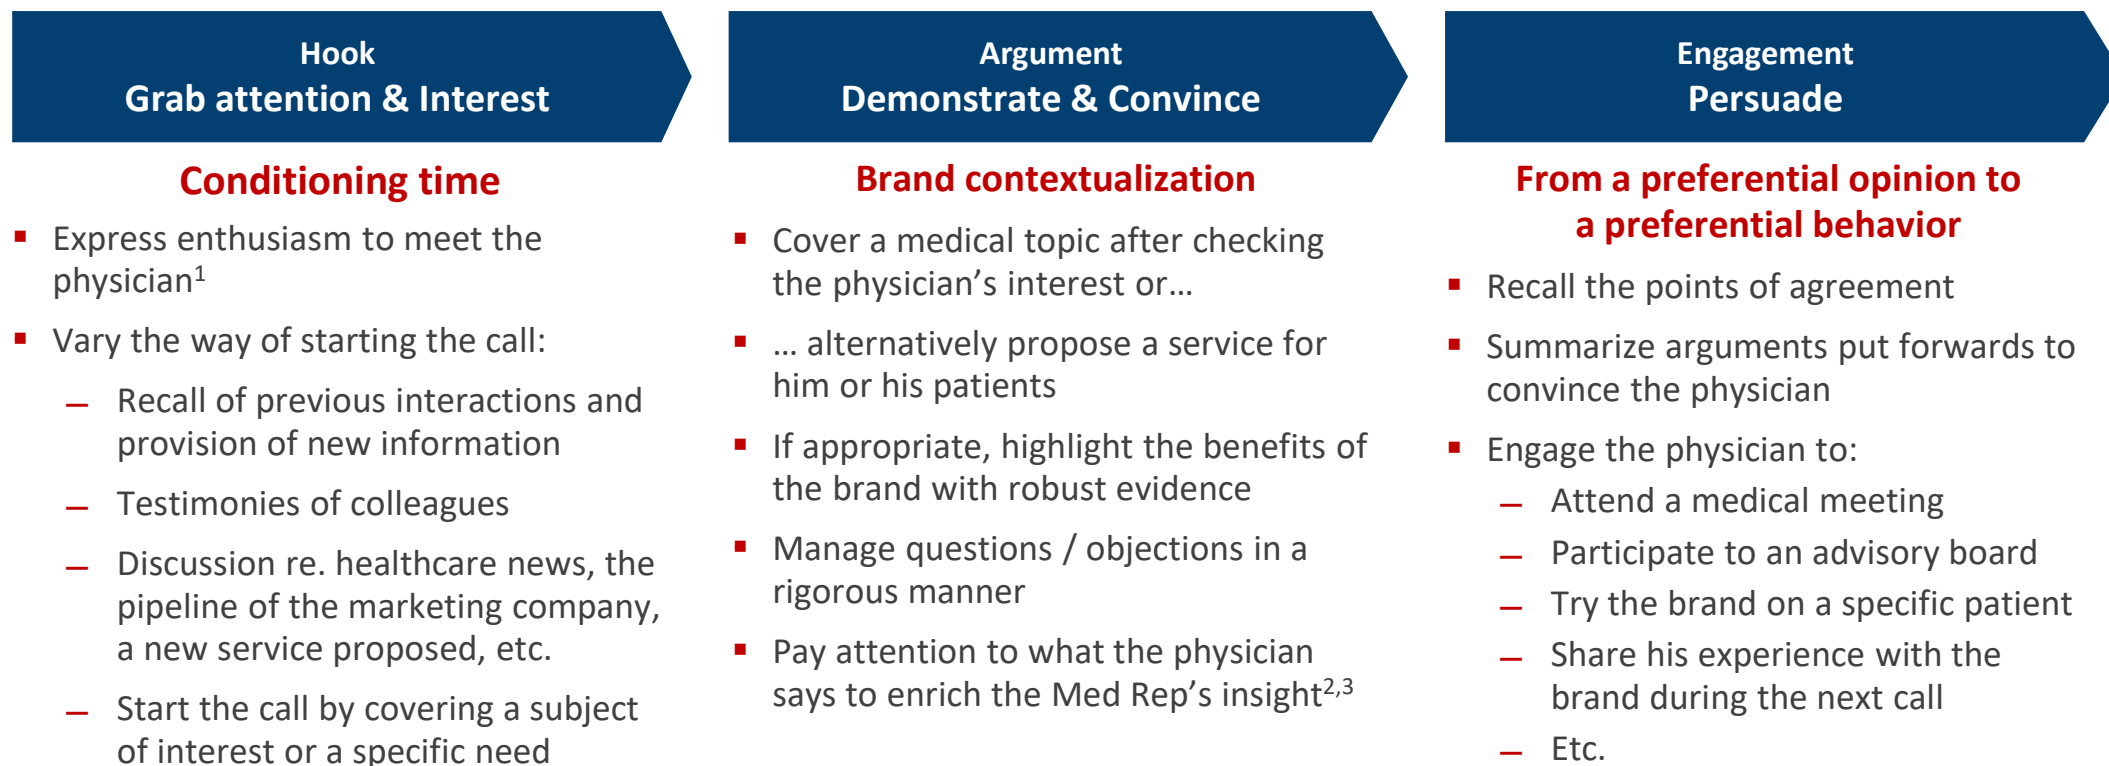 Hook
Grab attention & Interest
Conditioning time
▪ Express enthusiasm to meet the
physician¹
▪ Vary the way of starting the call:
– Recall of previous interactions and
provision of new information
– Testimonies of colleagues
– Discussion re. healthcare news, the
pipeline of the marketing company,
a new service proposed, etc.
– Start the call by covering a subject
of interest or a specific need
Argument
Demonstrate & Convince
Brand contextualization
▪ Cover a medical topic after checking
the physician’s interest or…
▪ … alternatively propose a service for
him or his patients
▪ If appropriate, highlight the benefits of
the brand with robust evidence
▪ Manage questions / objections in a
rigorous manner
▪ Pay attention to what the physician
says to enrich the Med Rep’s insight²,³
Engagement
Persuade
From a preferential opinion to
a preferential behavior
▪ Recall the points of agreement
▪ Summarize arguments put forwards to
convince the physician
▪ Engage the physician to:
– Attend a medical meeting
– Participate to an advisory board
– Try the brand on a specific patient
– Share his experience with the
brand during the next call
– Etc.